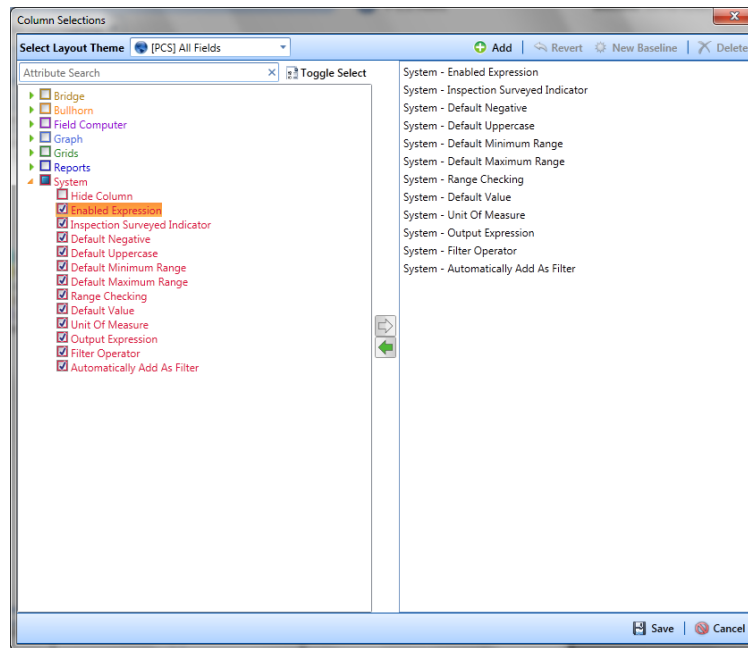 Column Selections
Select Layout Theme [PCS] All Fields Add Revert New Baseline Delete
Attribute Search Toggle Select
Bridge
Bullhorn
Field Computer
Graph
Grids
Reports
System
Hide Column
Enabled Expression
Inspection Surveyed Indicator
Default Negative
Default Uppercase
Default Minimum Range
Default Maximum Range
Range Checking
Default Value
Unit Of Measure
Output Expression
Filter Operator
Automatically Add As Filter
System - Enabled Expression
System - Inspection Surveyed Indicator
System - Default Negative
System - Default Uppercase
System - Default Minimum Range
System - Default Maximum Range
System - Range Checking
System - Default Value
System - Unit Of Measure
System - Output Expression
System - Filter Operator
System - Automatically Add As Filter
Save Cancel